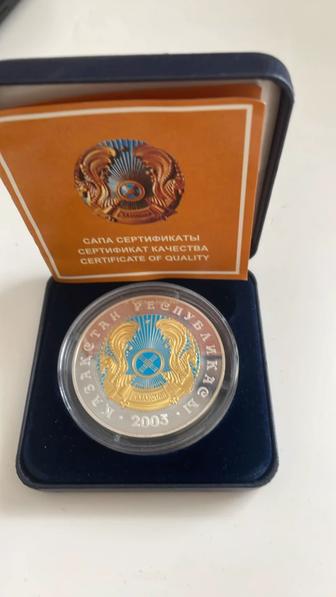 САПА СЕРТИФИКАТЫ
СЕРТИФИКАТ КАЧЕСТВА
CERTIFICATE OF QUALITY
ҚАЗАҚСТАН РЕСПУБЛИКАСЫ
2003